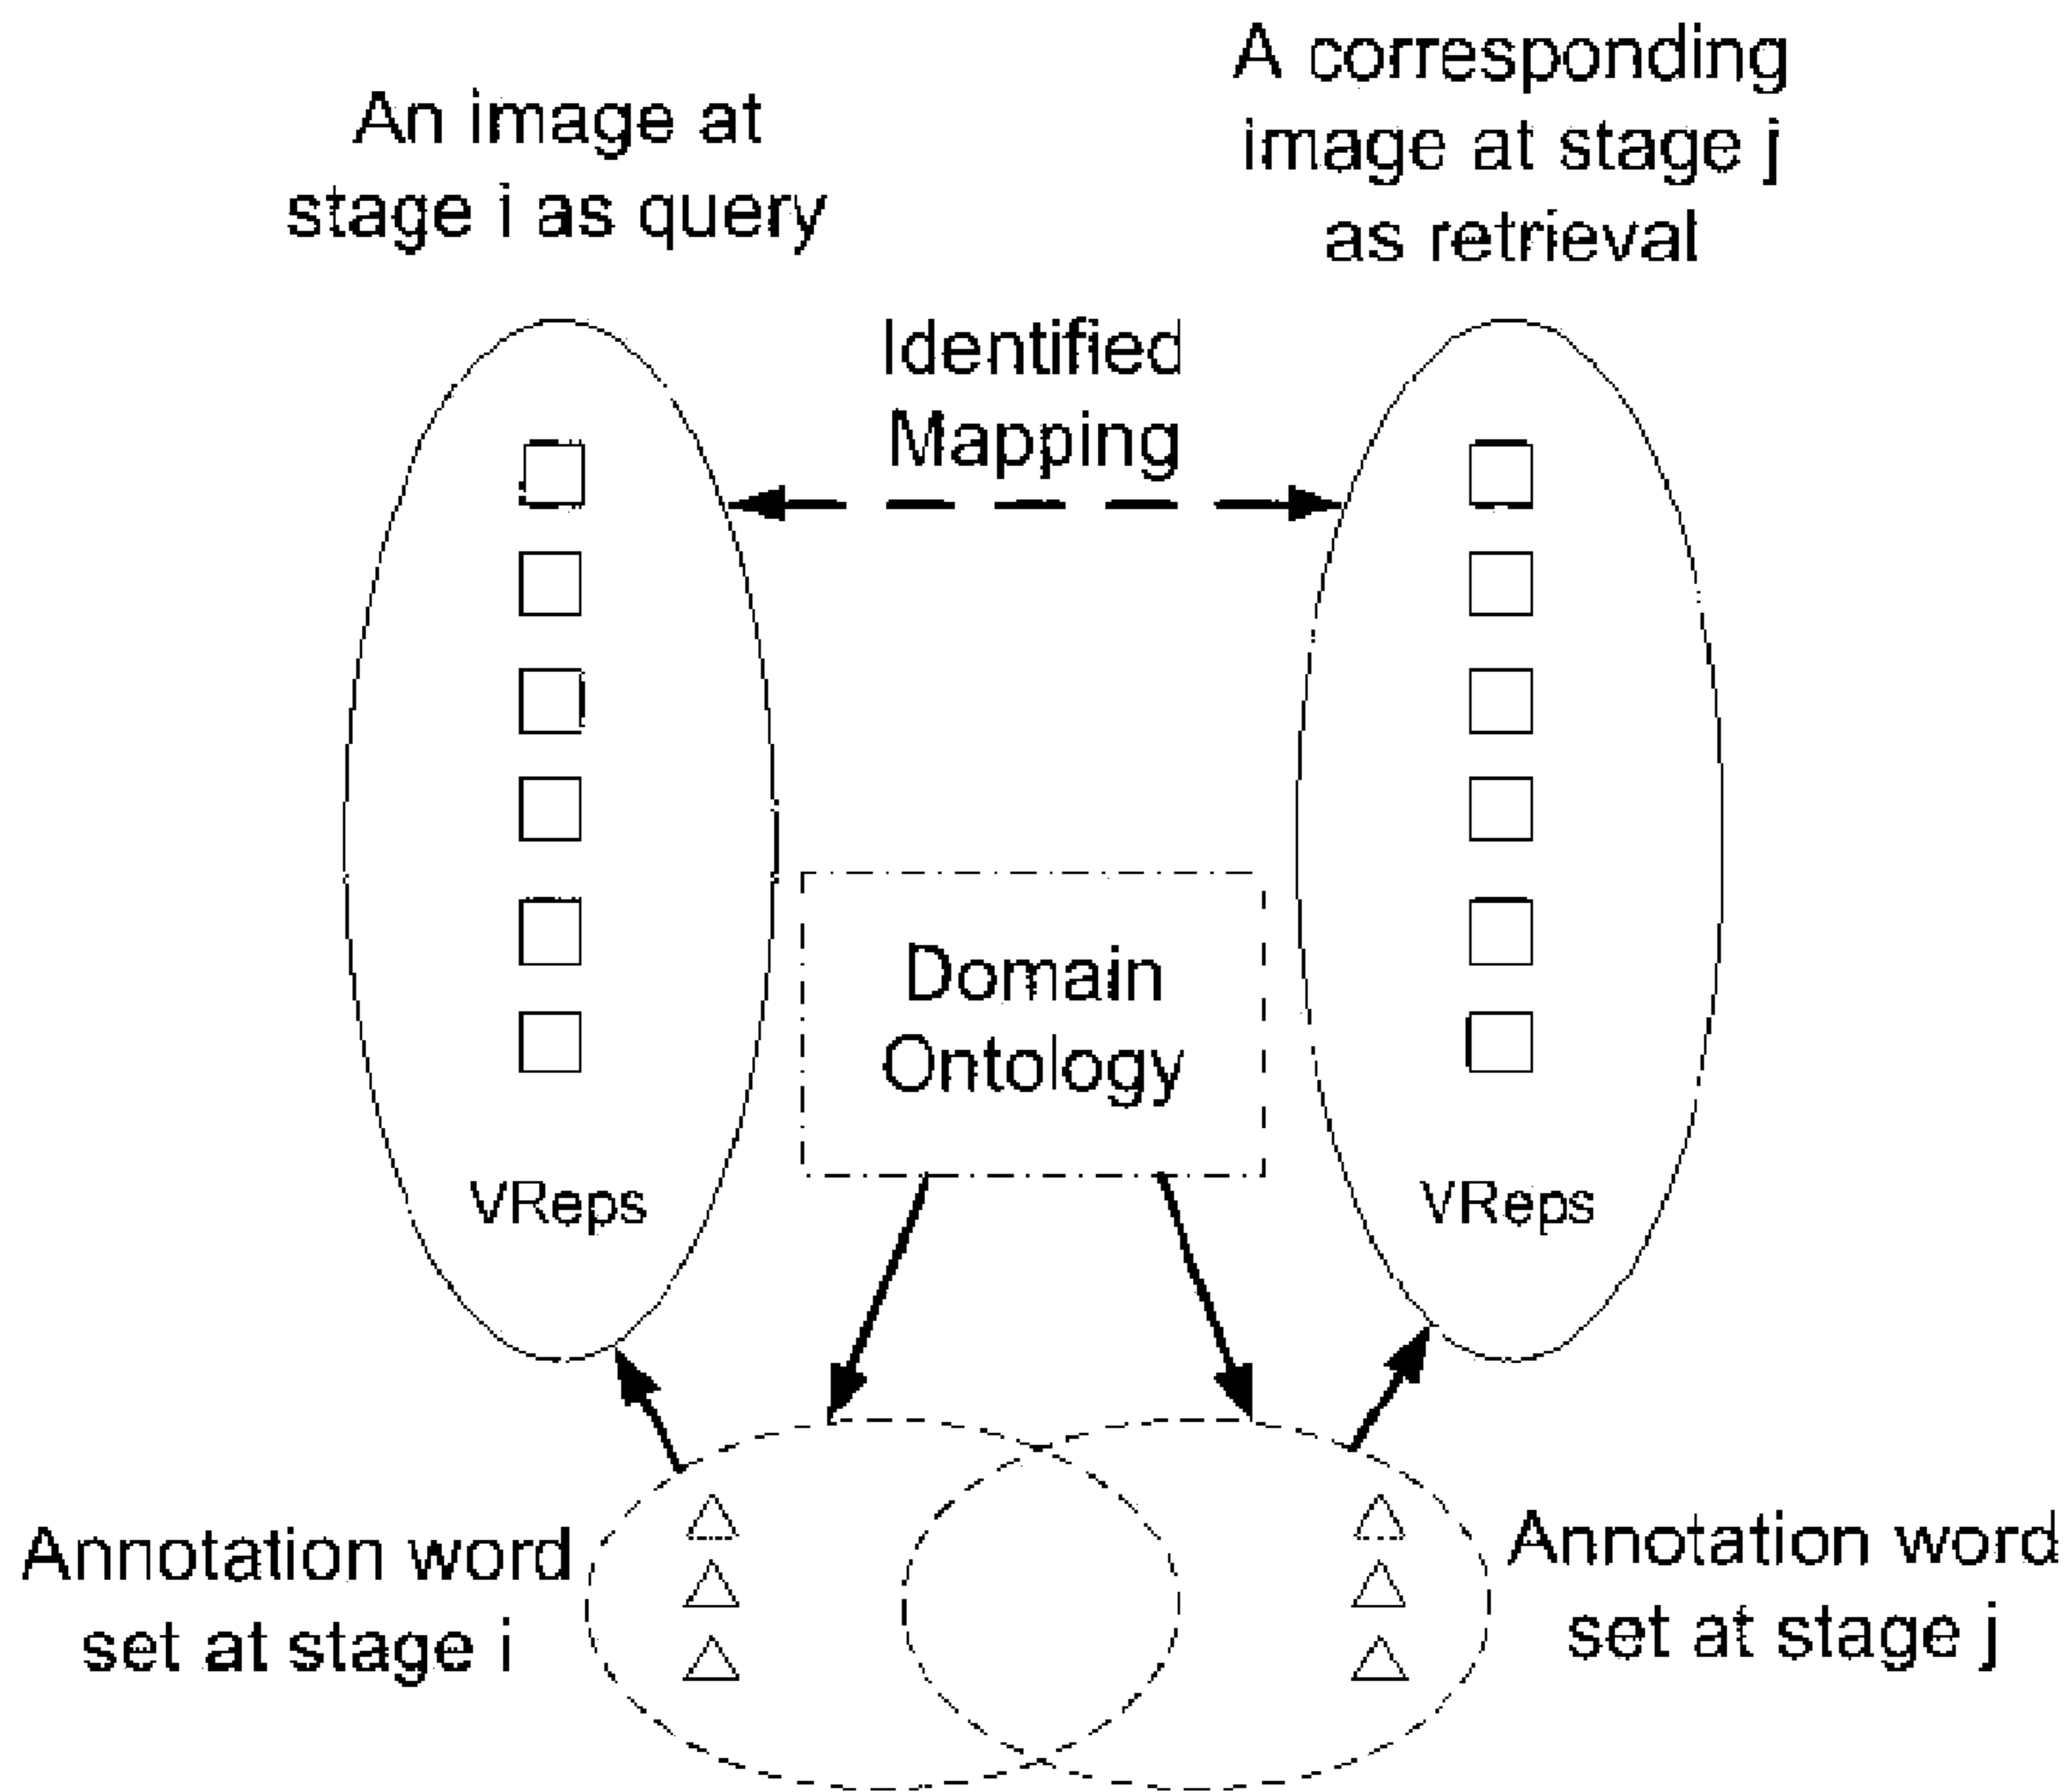 An image at
stage i as query
A corresponding
image at stage j
as retrieval
Identified
Mapping
Domain
Ontology
VReps
VReps
Annotation word
set at stage i
Annotation word
set at stage j